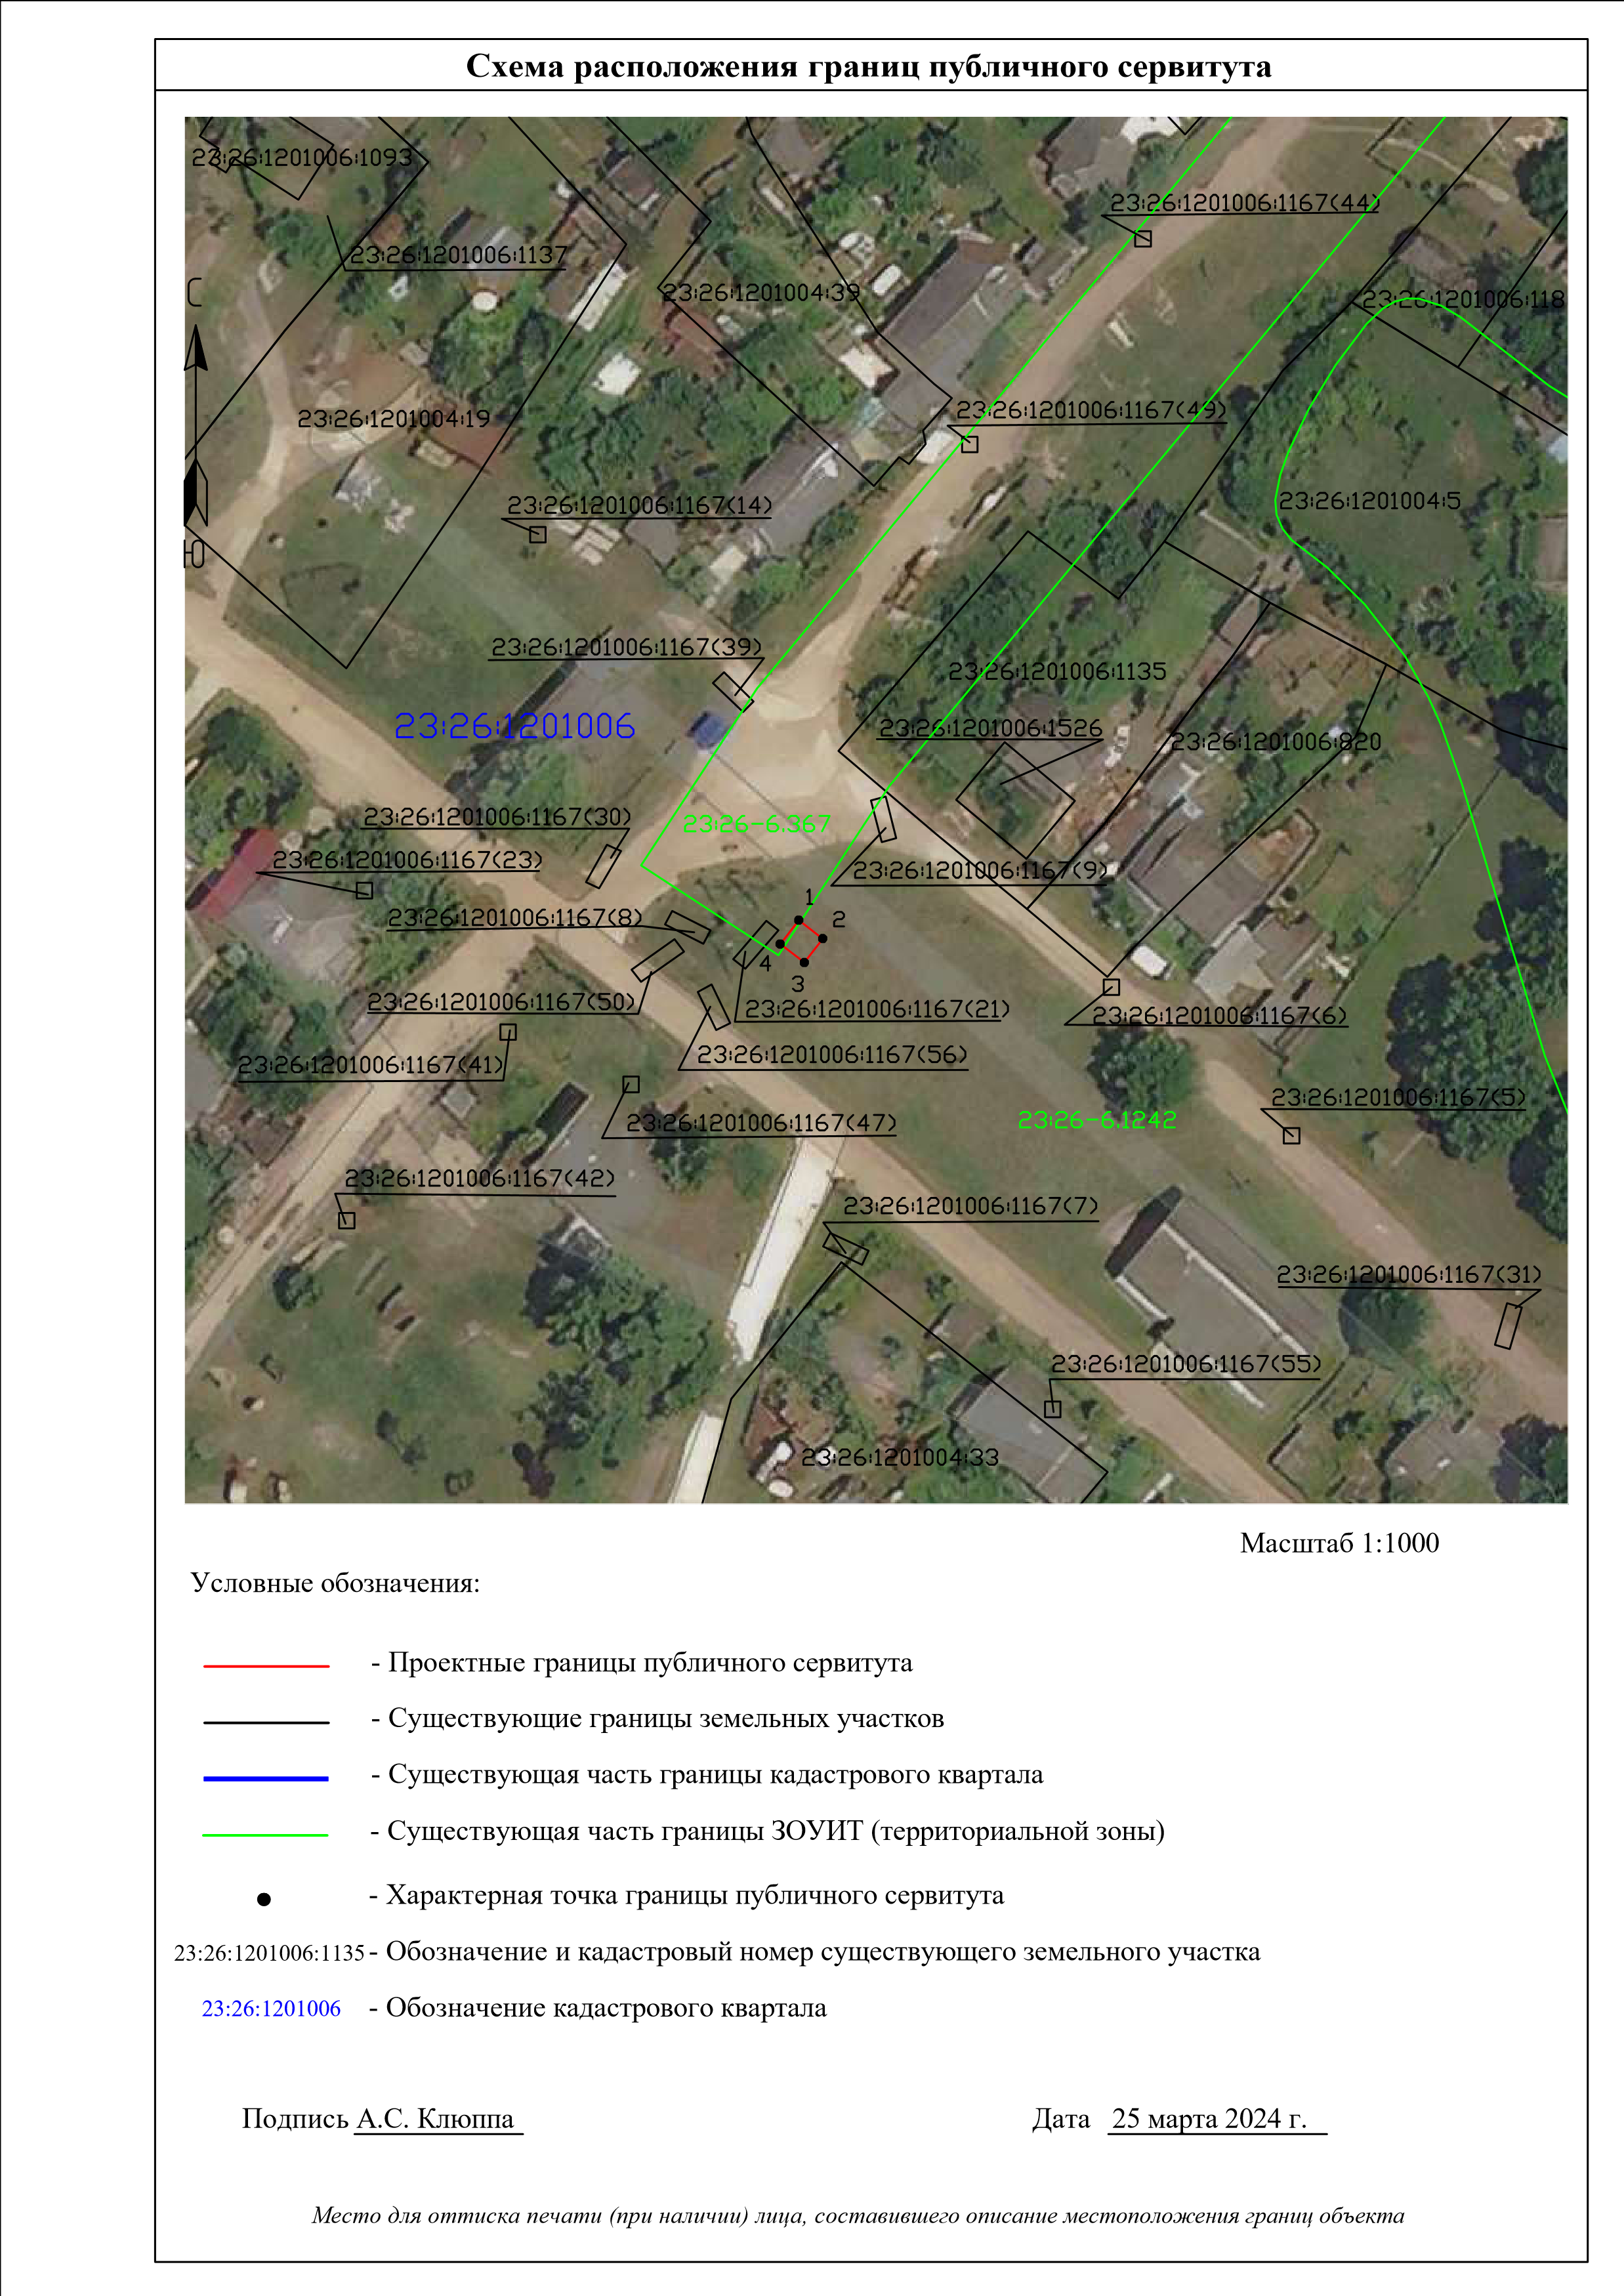 Схема расположения границ публичного сервитута
23:26:1201006:1093
23:26:1201006:1167(44)
23:26:1201006:1137
С
23:26:1201004:39
23:26:1201006:118
23:26:1201004:19
23:26:1201006:1167(49)
23:26:1201006:1167(14)
23:26:1201004:5
Ю
23:26:1201006:1167(39)
23:26:1201006:1135
23:26:1201006
23:26:1201006:1526
23:26:1201006:820
23:26:1201006:1167(30)
23:26-6.367
23:26:1201006:1167(23)
23:26:1201006:1167(9)
1
23:26:1201006:1167(8)
2
4
3
23:26:1201006:1167(50)
23:26:1201006:1167(21)
23:26:1201006:1167(6)
23:26:1201006:1167(56)
23:26:1201006:1167(41)
23:26:1201006:1167(5)
23:26:1201006:1167(47)
23:26-6.1242
23:26:1201006:1167(42)
23:26:1201006:1167(7)
23:26:1201006:1167(31)
23:26:1201006:1167(55)
23:26:1201004:33
Масштаб 1:1000
Условные обозначения:
- Проектные границы публичного сервитута
- Существующие границы земельных участков
- Существующая часть границы кадастрового квартала
- Существующая часть границы ЗОУИТ (территориальной зоны)
- Характерная точка границы публичного сервитута
23:26:1201006:1135 - Обозначение и кадастровый номер существующего земельного участка
23:26:1201006 - Обозначение кадастрового квартала
Подпись А.С. Клюппа Дата 25 марта 2024 г.
Место для оттиска печати (при наличии) лица, составившего описание местоположения границ объекта